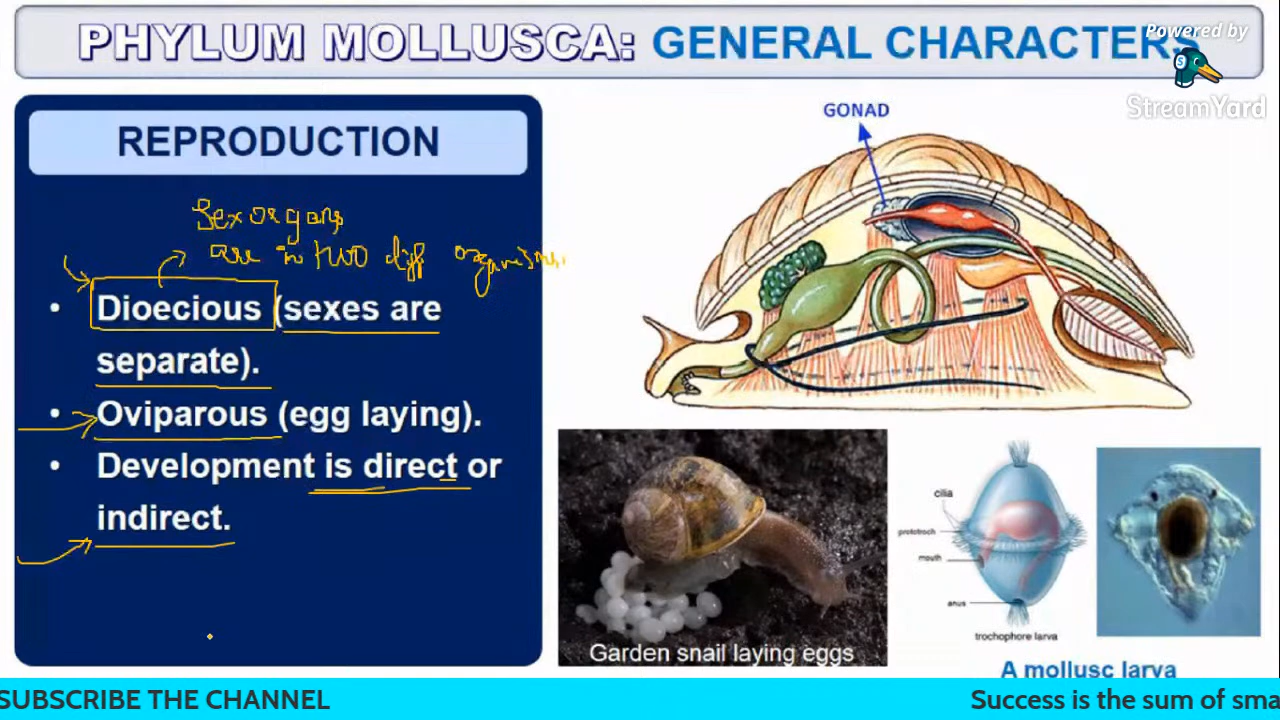 PHYLUM MOLLUSCA: GENERAL CHARACTERS
Powered by
StreamYard
REPRODUCTION
Sex organs
are in two diff organisms
• Dioecious (sexes are
separate).
• Oviparous (egg laying).
• Development is direct or
indirect.
GONAD
Garden snail laying eggs
cilia
prototroch
mouth
anus
trochophore larva
A mollusc larva
SUBSCRIBE THE CHANNEL
Success is the sum of sma